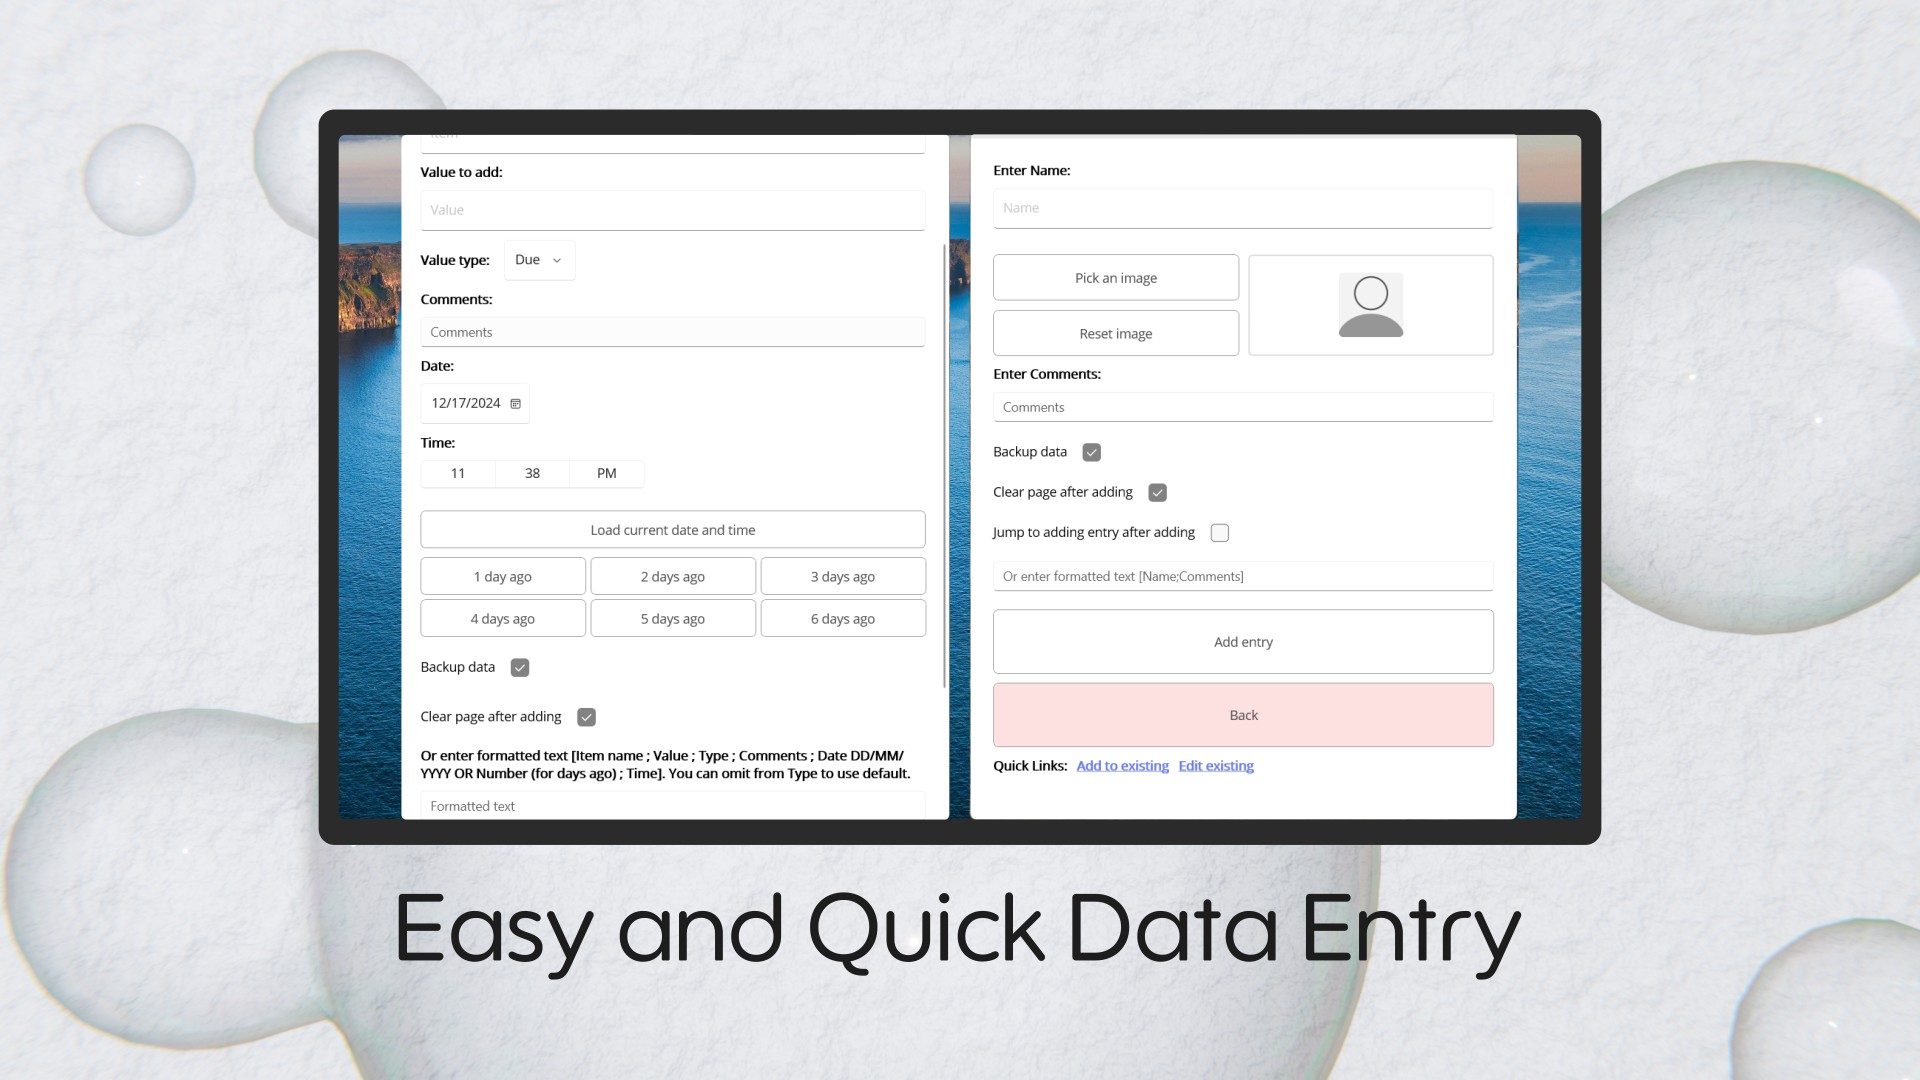 Value to add:
Value
Value type: Due
Comments:
Comments
Date:
12/17/2024
Time:
11 38 PM
Load current date and time
1 day ago 2 days ago 3 days ago
4 days ago 5 days ago 6 days ago
Backup data
Clear page after adding
Or enter formatted text [Item name ; Value ; Type ; Comments ; Date DD/MM/
YYYY OR Number (for days ago) ; Time]. You can omit from Type to use default.
Formatted text
Enter Name:
Name
Pick an image
Reset image
Enter Comments:
Comments
Backup data
Clear page after adding
Jump to adding entry after adding
Or enter formatted text [Name;Comments]
Add entry
Back
Quick Links: Add to existing Edit existing
Easy and Quick Data Entry